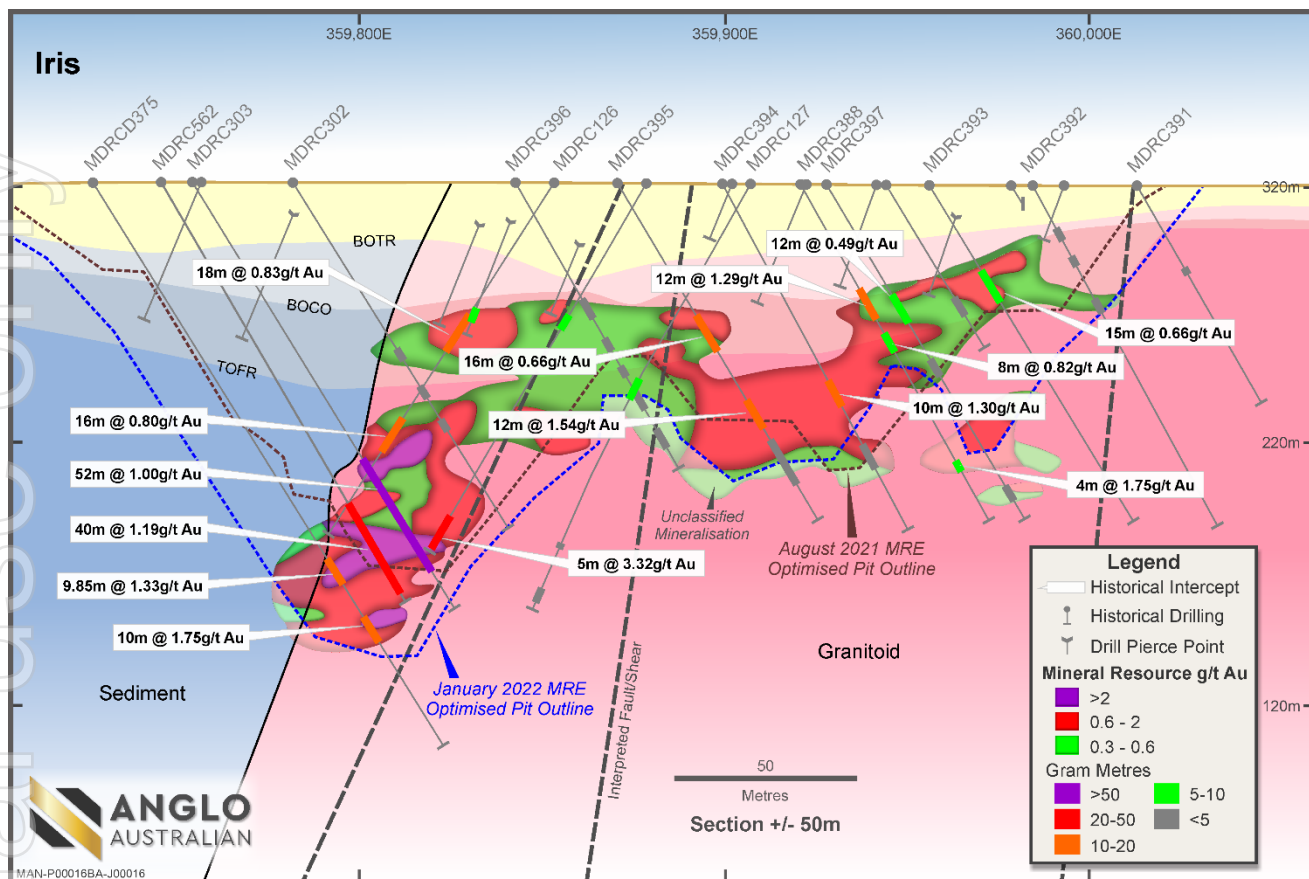 359,800E
359,900E
360,000E
Iris
MDRCD375
MDRC562
MDRC303
MDRC302
MDRC396
MDRC126
MDRC395
MDRC394
MDRC127
MDRC388
MDRC397
MDRC393
MDRC392
MDRC391
320m
BOTR
12m @ 0.49g/t Au
18m @ 0.83g/t Au
12m @ 1.29g/t Au
BOCO
15m @ 0.66g/t Au
16m @ 0.66g/t Au
8m @ 0.82g/t Au
TOFR
16m @ 0.80g/t Au
12m @ 1.54g/t Au
10m @ 1.30g/t Au
220m
52m @ 1.00g/t Au
4m @ 1.75g/t Au
40m @ 1.19g/t Au
Unclassified
Mineralisation
August 2021 MRE
Optimised Pit Outline
5m @ 3.32g/t Au
9.85m @ 1.33g/t Au
10m @ 1.75g/t Au
Sediment
Granitoid
January 2022 MRE
Optimised Pit Outline
Interpreted Fault/Shear
120m
50
Metres
Section +/- 50m
Legend
Historical Intercept
Historical Drilling
Drill Pierce Point
Mineral Resource g/t Au
>2
0.6 - 2
0.3 - 0.6
Gram Metres
>50
5-10
20-50
<5
10-20
ANGLO
AUSTRALIAN
MAN-P00016BA-J00016